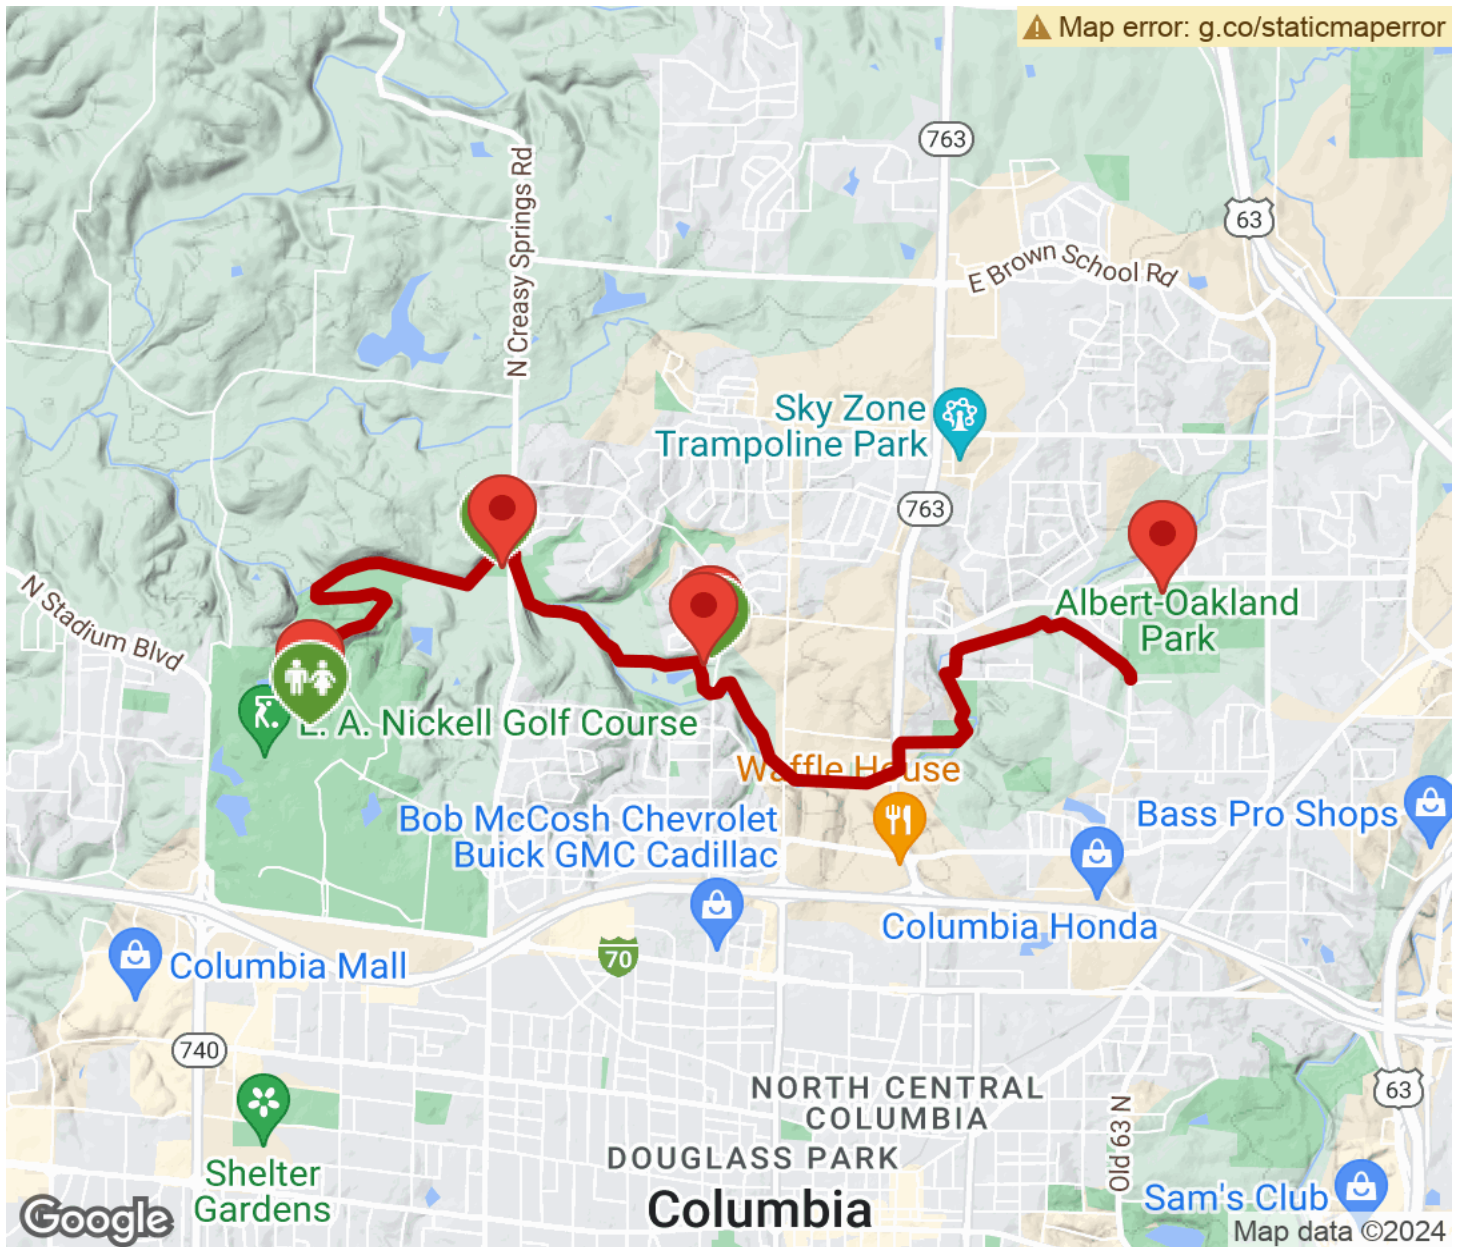 Map error: g.co/staticmaperror
763
63
N Creasy Springs Rd
E Brown School Rd
Sky Zone
Trampoline Park
763
N Stadium Blvd
Albert-Oakland
Park
L. A. Nickell Golf Course
Waffle House
Bob McCosh Chevrolet
Buick GMC Cadillac
Bass Pro Shops
Columbia Honda
70
Columbia Mall
740
NORTH CENTRAL
COLUMBIA
63
Old 63 N
DOUGLASS PARK
Shelter
Gardens
Columbia
Sam's Club
Google
Map data ©2024